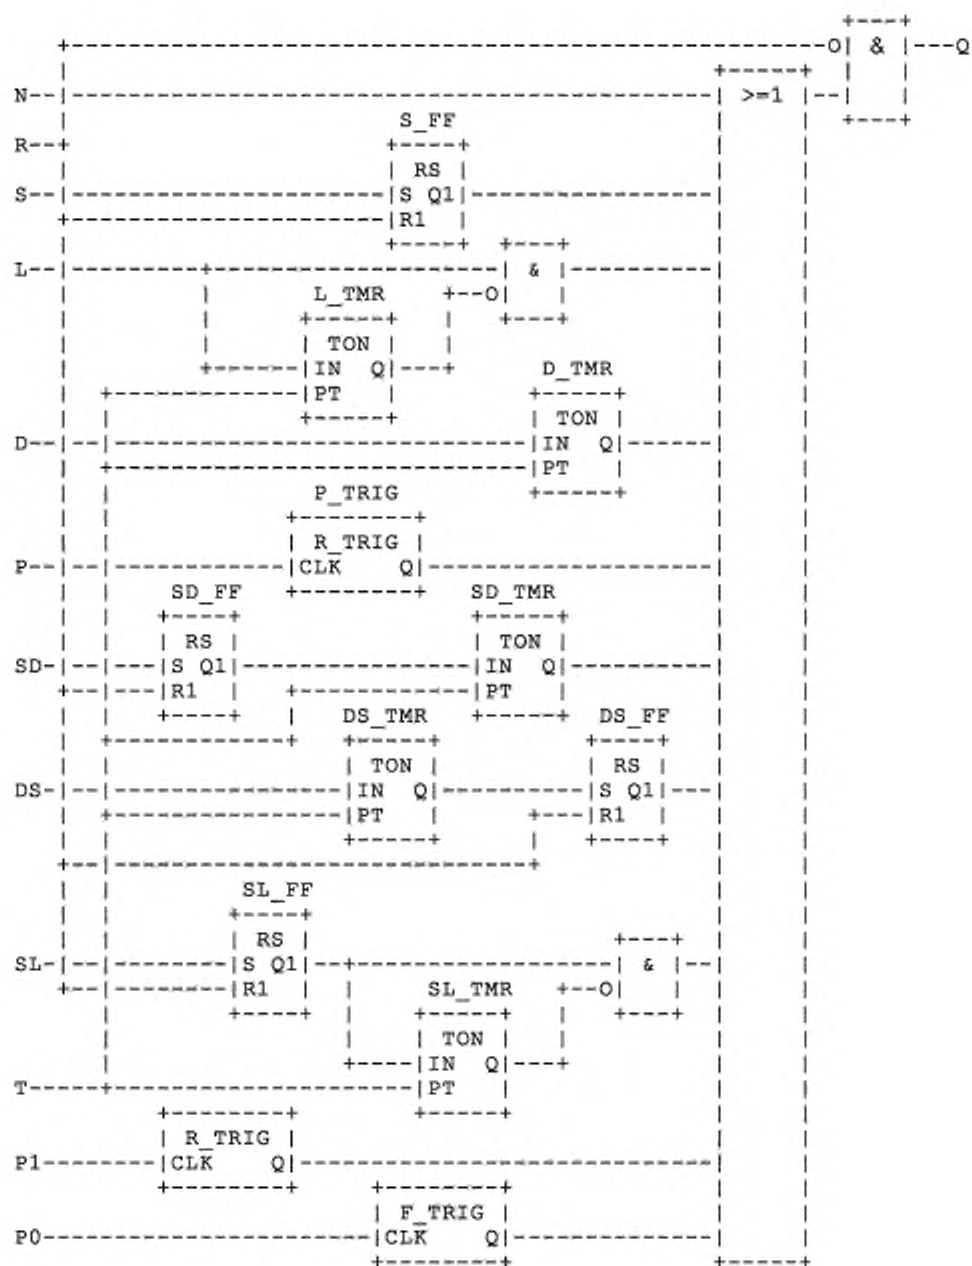 O & Q
N >=1
S_FF
R
RS
S S Q1
R1
L &
L_TMR O
TON
IN Q D_TMR
PT
TON
D IN Q
PT
P_TRIG
R_TRIG
P CLK Q
SD_FF SD_TMR
RS TON
SD S Q1 IN Q
R1 PT
DS_TMR DS_FF
TON RS
DS IN Q S Q1
PT R1
SL_FF
RS
SL S Q1 &
R1 SL_TMR O
TON
IN Q
T PT
R_TRIG
P1 CLK Q
F_TRIG
P0 CLK Q